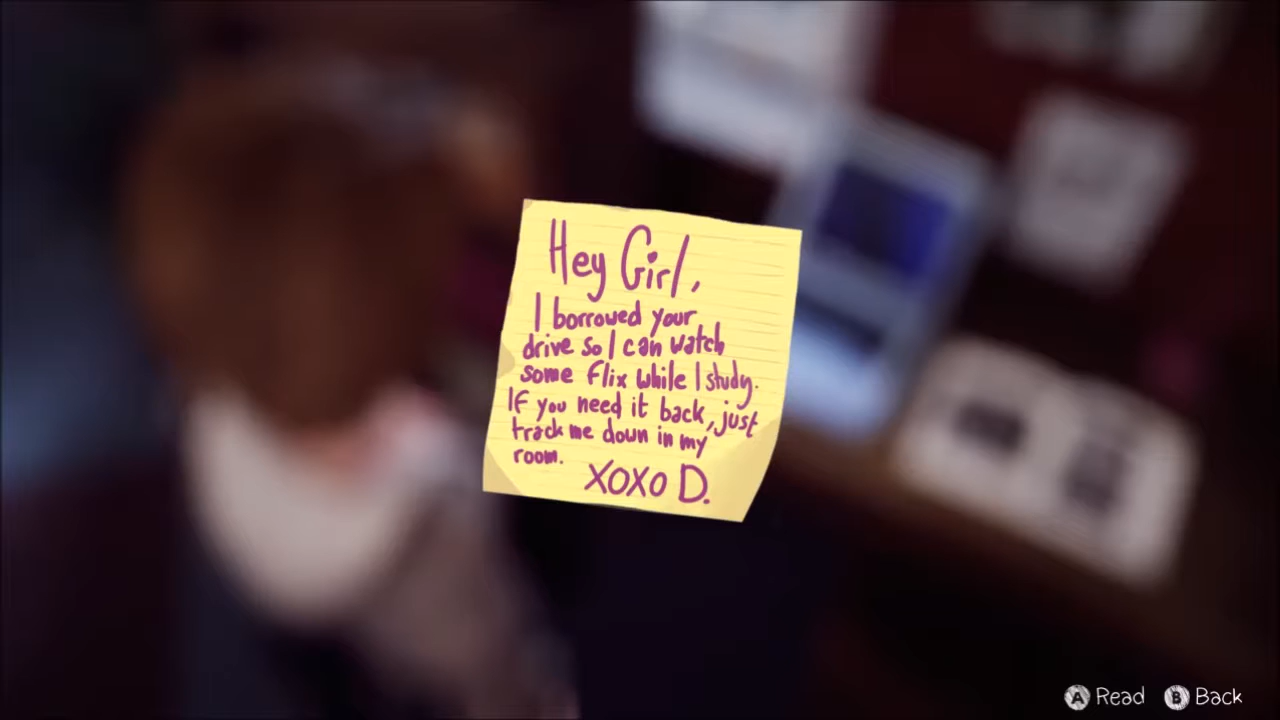 Hey Girl,
I borrowed your
drive so I can watch
some flix while I study.
If you need it back, just
track me down in my
room.
XOXO D.
A Read B Back